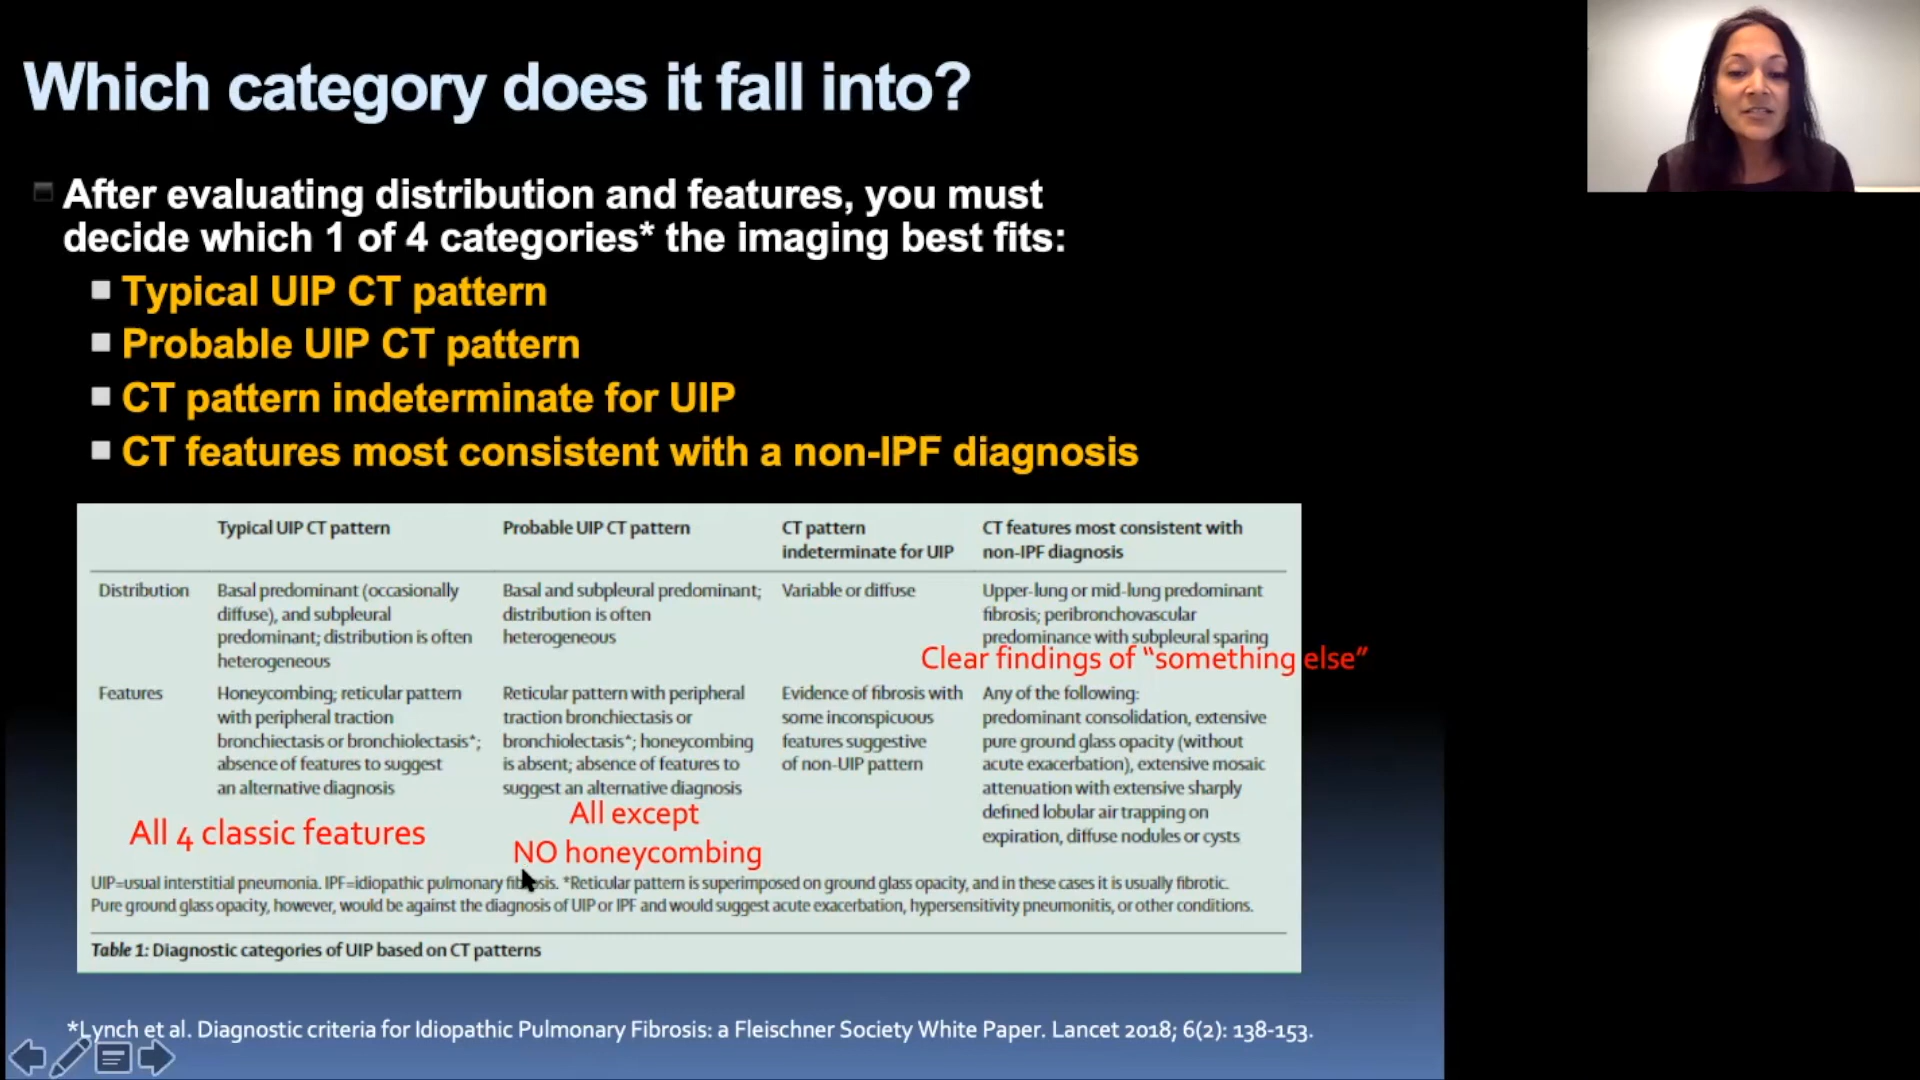 Which category does it fall into?
After evaluating distribution and features, you must
decide which 1 of 4 categories* the imaging best fits:
Typical UIP CT pattern
Probable UIP CT pattern
CT pattern indeterminate for UIP
CT features most consistent with a non-IPF diagnosis
Typical UIP CT pattern
Probable UIP CT pattern
CT pattern
indeterminate for UIP
CT features most consistent with
non-IPF diagnosis
Distribution
Basal predominant (occasionally
diffuse), and subpleural
predominant; distribution is often
heterogeneous
Basal and subpleural predominant;
distribution is often
heterogeneous
Variable or diffuse
Upper-lung or mid-lung predominant
fibrosis; peribronchovascular
predominance with subpleural sparing
Clear findings of “something else”
Features
Honeycombing; reticular pattern
with peripheral traction
bronchiectasis or bronchiolectasis*;
absence of features to suggest
an alternative diagnosis
All 4 classic features
Reticular pattern with peripheral
traction bronchiectasis or
bronchiolectasis*; honeycombing
is absent; absence of features to
suggest an alternative diagnosis
All except
NO honeycombing
Evidence of fibrosis with
some inconspicuous
features suggestive
of non-UIP pattern
Any of the following:
predominant consolidation, extensive
pure ground glass opacity (without
acute exacerbation), extensive mosaic
attenuation with extensive sharply
defined lobular air trapping on
expiration, diffuse nodules or cysts
UIP=usual interstitial pneumonia. IPF=idiopathic pulmonary fibrosis. *Reticular pattern is superimposed on ground glass opacity, and in these cases it is usually fibrotic.
Pure ground glass opacity, however, would be against the diagnosis of UIP or IPF and would suggest acute exacerbation, hypersensitivity pneumonitis, or other conditions.
Table 1: Diagnostic categories of UIP based on CT patterns
*Lynch et al. Diagnostic criteria for Idiopathic Pulmonary Fibrosis: a Fleischner Society White Paper. Lancet 2018; 6(2): 138-153.